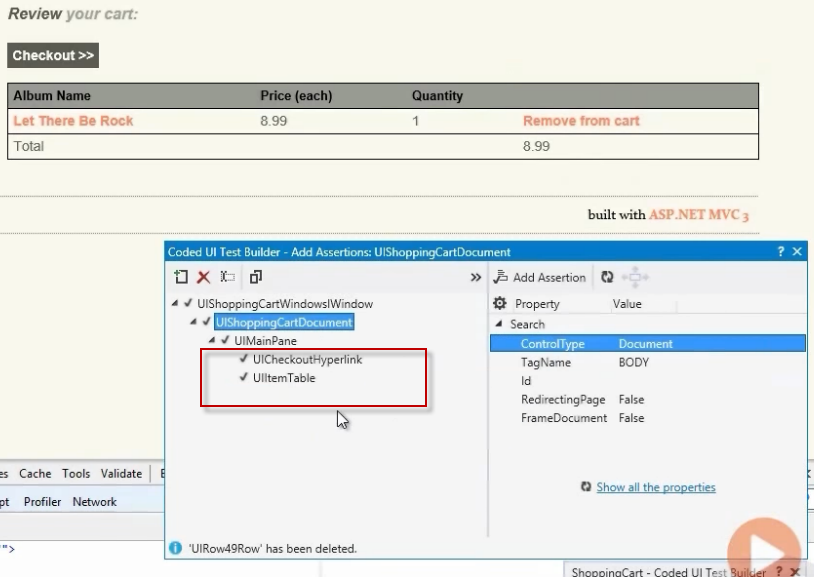 Review your cart:
Checkout >>
Album Name Price (each) Quantity
Let There Be Rock 8.99 1 Remove from cart
Total 8.99
built with ASP.NET MVC 3
Coded UI Test Builder - Add Assertions: UIShoppingCartDocument ? ×
» Add Assertion
UIShoppingCartWindowsIWindow
UIShoppingCartDocument
UIMainPane
UICheckoutHyperlink
UIItemTable
Property Value
Search
ControlType Document
TagName BODY
Id
RedirectingPage False
FrameDocument False
Show all the properties
'UIRow49Row' has been deleted.
Cache Tools Validate
Profiler Network
">
ShoppingCart - Coded UI Test Builder ? ×